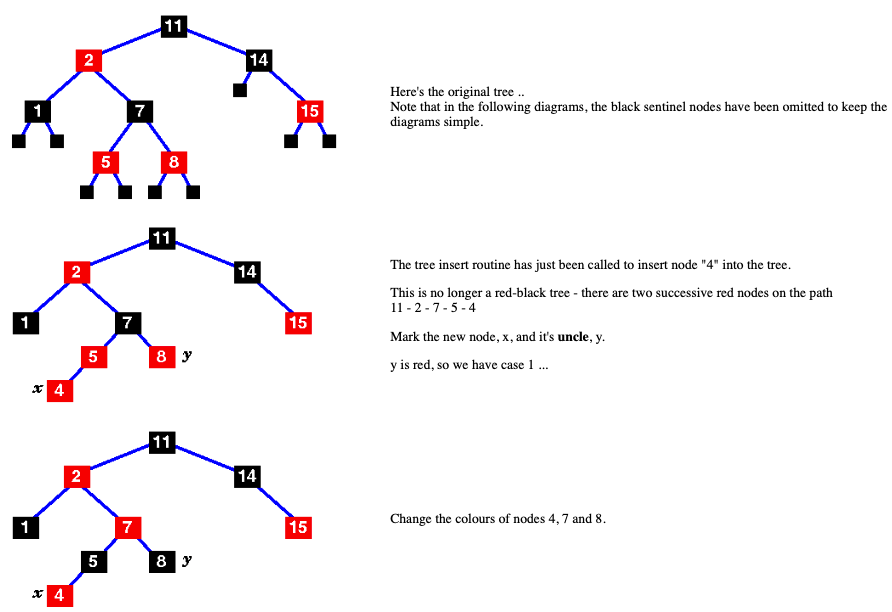 11
2
14
1
7
15
5
8
Here's the original tree ..
Note that in the following diagrams, the black sentinel nodes have been omitted to keep the
diagrams simple.
11
2
14
1
7
15
5
8
y
x
4
The tree insert routine has just been called to insert node "4" into the tree.
This is no longer a red-black tree - there are two successive red nodes on the path
11 - 2 - 7 - 5 - 4
Mark the new node, x, and it's uncle, y.
y is red, so we have case 1 ...
11
2
14
1
7
15
5
8
y
x
4
Change the colours of nodes 4, 7 and 8.